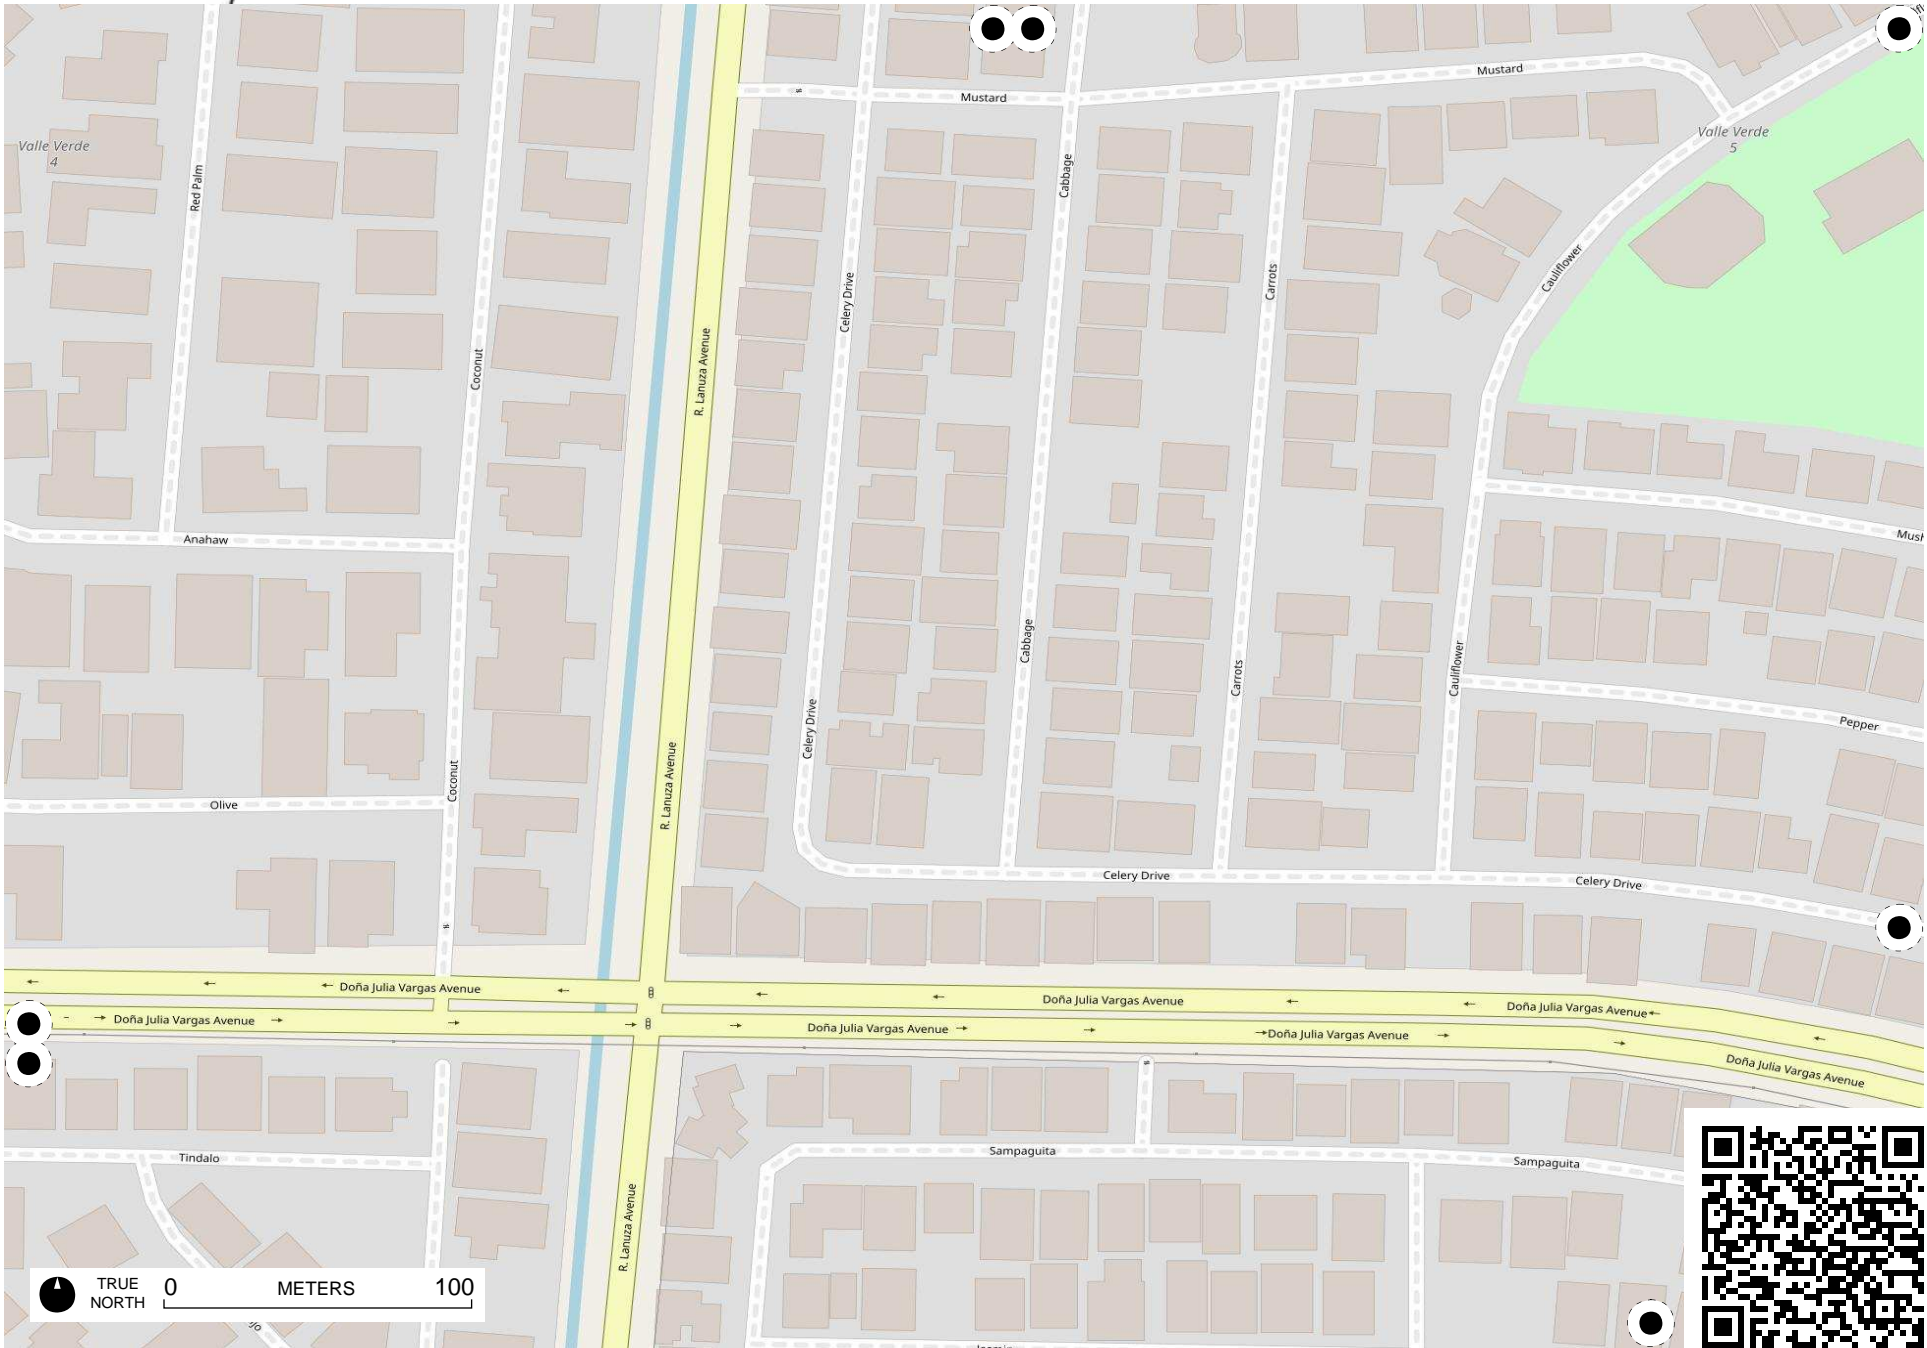 Mustard
Mustard
Valle Verde
5
Valle Verde
4
Red Palm
Cabbage
Celery Drive
Carrots
Cauliflower
Coconut
R. Lanuza Avenue
Anahaw
Cabbage
Carrots
Cauliflower
Celery Drive
Pepper
R. Lanuza Avenue
Coconut
Olive
Celery Drive
Celery Drive
Doña Julia Vargas Avenue
Doña Julia Vargas Avenue
Doña Julia Vargas Avenue
Doña Julia Vargas Avenue
Doña Julia Vargas Avenue
Doña Julia Vargas Avenue
Doña Julia Vargas Avenue
Tindalo
Sampaguita
Sampaguita
R. Lanuza Avenue
TRUE
NORTH
0 METERS 100